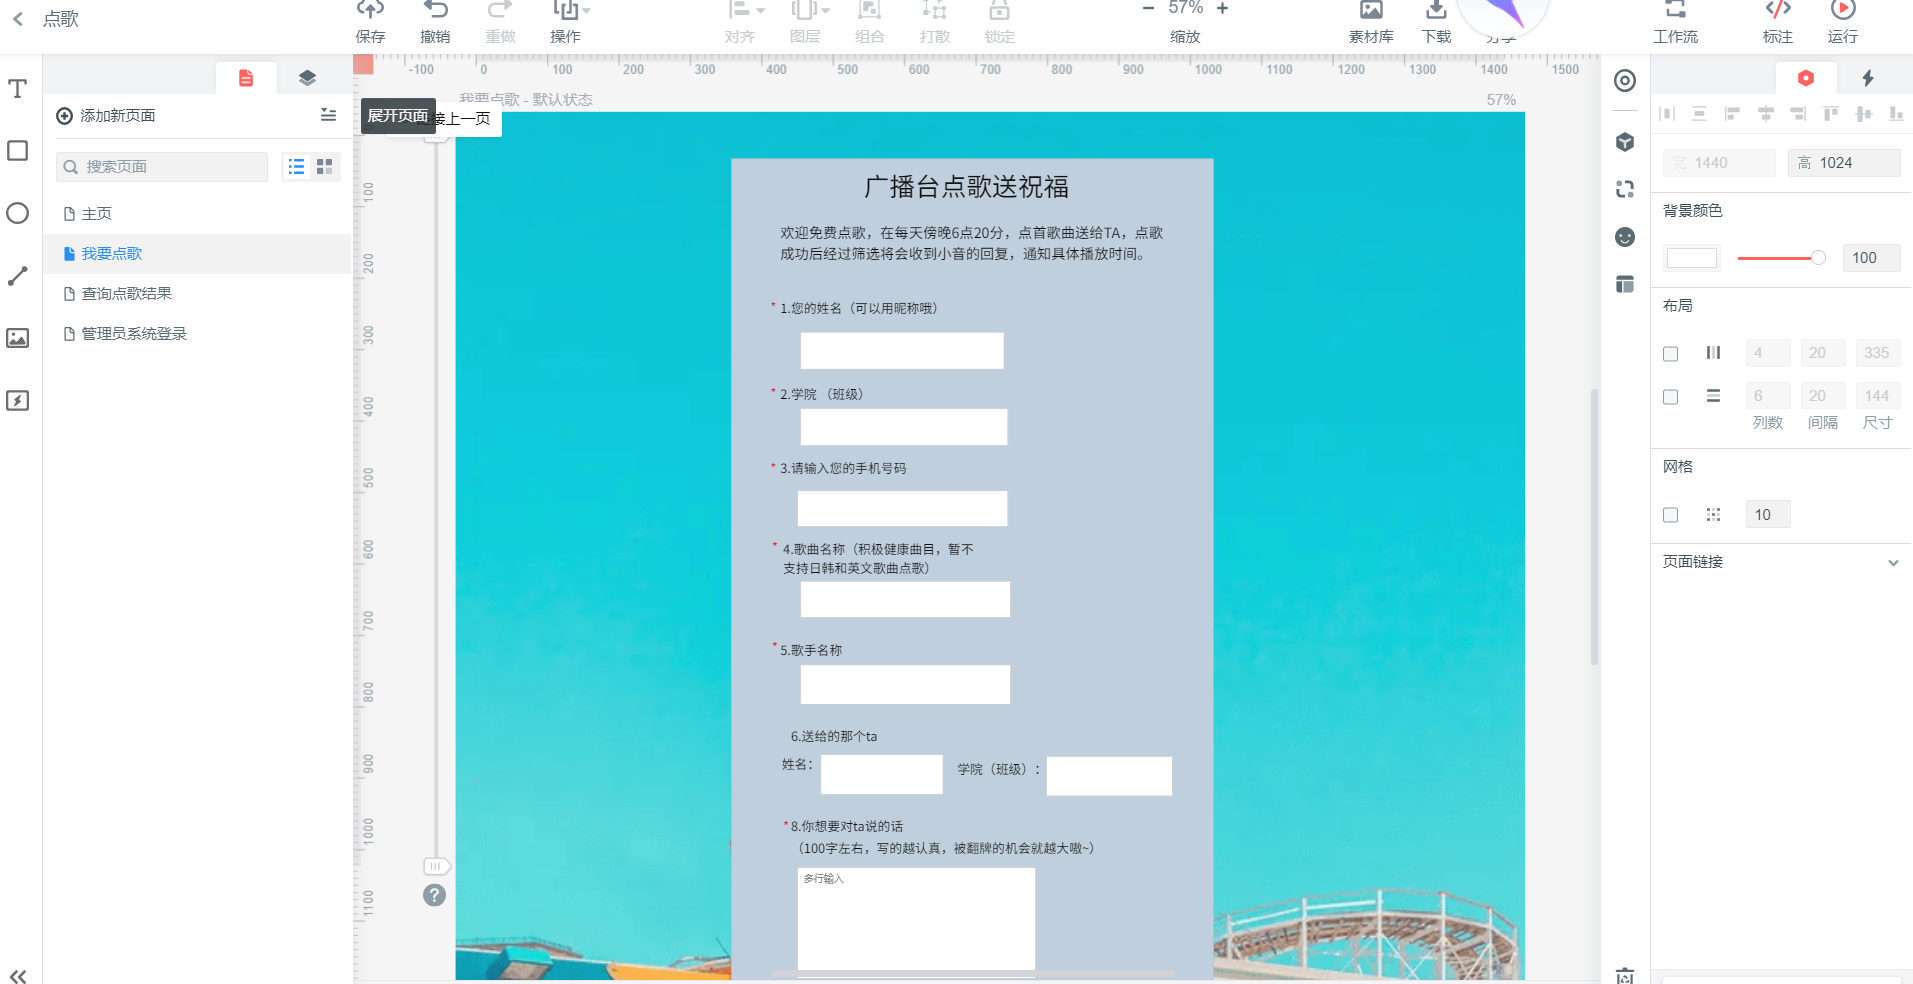 点歌
保存
撤销
重做
操作
对齐
图层
组合
打散
锁定
57%
缩放
素材库
下载
分享
工作流
标注
运行
-100 0 100 200 300 400 500 600 700 800 900 1000 1100 1200 1300 1400 1500
添加新页面
搜索页面
主页
我要点歌
查询点歌结果
管理员系统登录
展开页面
接上一页
我要点歌 - 默认状态
57%
100
200
300
400
500
600
700
800
900
1000
1100
广播台点歌送祝福
欢迎免费点歌，在每天傍晚6点20分，点首歌曲送给TA，点歌
成功后经过筛选将会收到小音的回复，通知具体播放时间。
* 1.您的姓名（可以用昵称哦）
* 2.学院 （班级）
* 3.请输入您的手机号码
* 4.歌曲名称（积极健康曲目，暂不
支持日韩和英文歌曲点歌）
* 5.歌手名称
6.送给的那个ta
姓名：
学院（班级）：
* 8.你想要对ta说的话
（100字左右，写的越认真，被翻牌的机会就越大嗷~）
多行输入
宽 1440
高 1024
背景颜色
100
布局
4 20 335
6 20 144
列数 间隔 尺寸
网格
10
页面链接